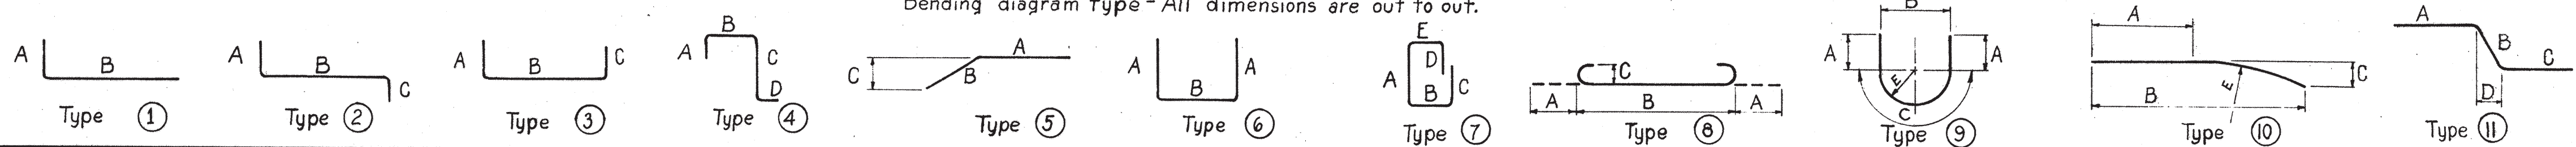 Bending diagram Type - All dimensions are out to out.
A B
Type 1
A B C
Type 2
A B C
Type 3
A B C D
Type 4
C B A
Type 5
A B A
Type 6
E
A D B C
Type 7
C
A B A
Type 8
B
A E A
C
Type 9
A
B E C
Type 10
A B C
D
Type 11